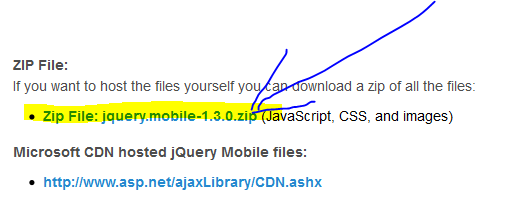 ZIP File:
If you want to host the files yourself you can download a zip of all the files:
• Zip File: jquery.mobile-1.3.0.zip (JavaScript, CSS, and images)
Microsoft CDN hosted jQuery Mobile files:
• http://www.asp.net/ajaxLibrary/CDN.ashx